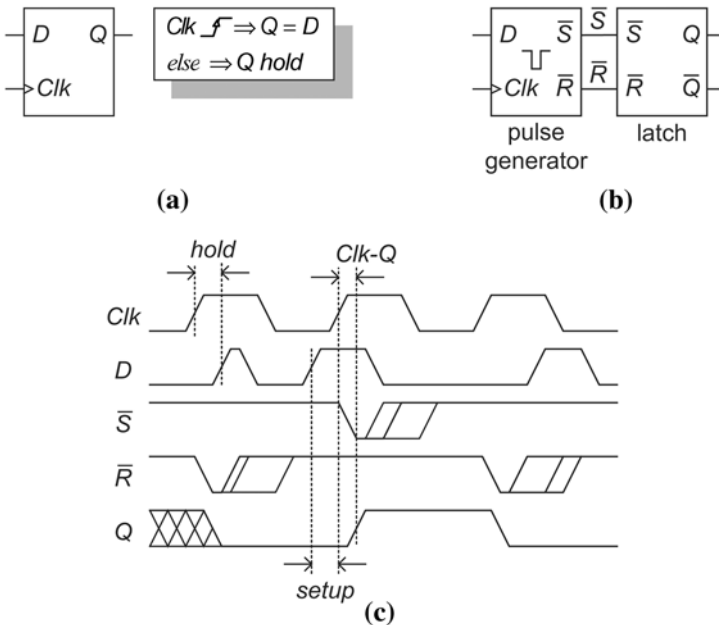 D Q
Clk
Clk ⇒ Q = D
else ⇒ Q hold
(a)
D S̅ S̅ S̅ Q
Clk R̅ R̅ R̅ Q̅
pulse generator
latch
(b)
hold
Clk-Q
Clk
D
S̅
R̅
Q
setup
(c)